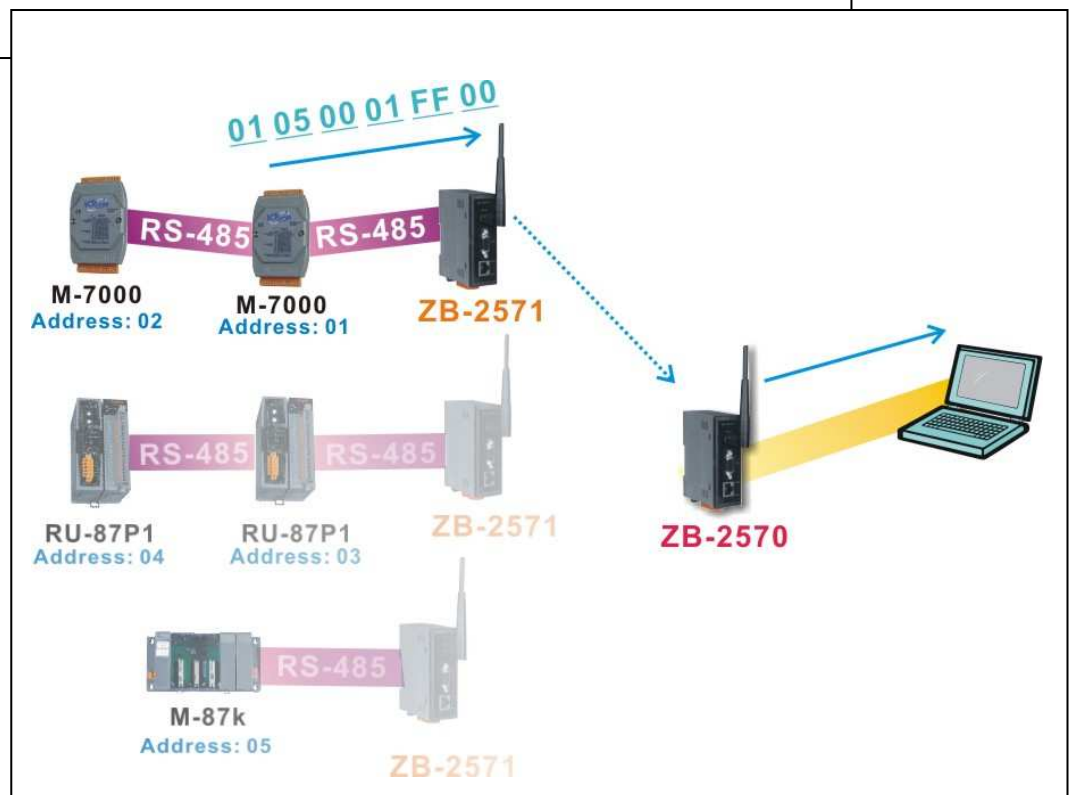 01 05 00 01 FF 00
RS-485 RS-485
M-7000
Address: 02
M-7000
Address: 01
ZB-2571
RS-485 RS-485
RU-87P1
Address: 04
RU-87P1
Address: 03
ZB-2571
ZB-2570
RS-485
M-87k
Address: 05
ZB-2571